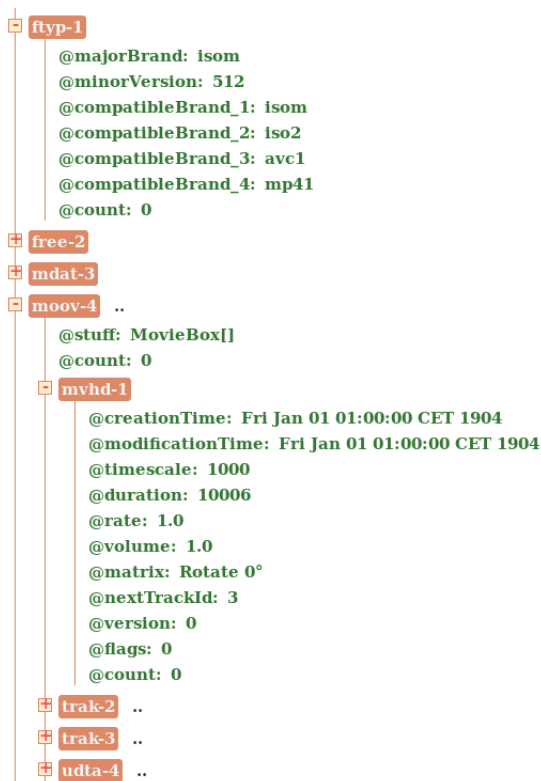 ftyp-1
@majorBrand: isom
@minorVersion: 512
@compatibleBrand_1: isom
@compatibleBrand_2: iso2
@compatibleBrand_3: avc1
@compatibleBrand_4: mp41
@count: 0
free-2
mdat-3
moov-4 ..
@stuff: MovieBox[]
@count: 0
mvhd-1
@creationTime: Fri Jan 01 01:00:00 CET 1904
@modificationTime: Fri Jan 01 01:00:00 CET 1904
@timescale: 1000
@duration: 10006
@rate: 1.0
@volume: 1.0
@matrix: Rotate 0°
@nextTrackId: 3
@version: 0
@flags: 0
@count: 0
trak-2 ..
trak-3 ..
udta-4 ..